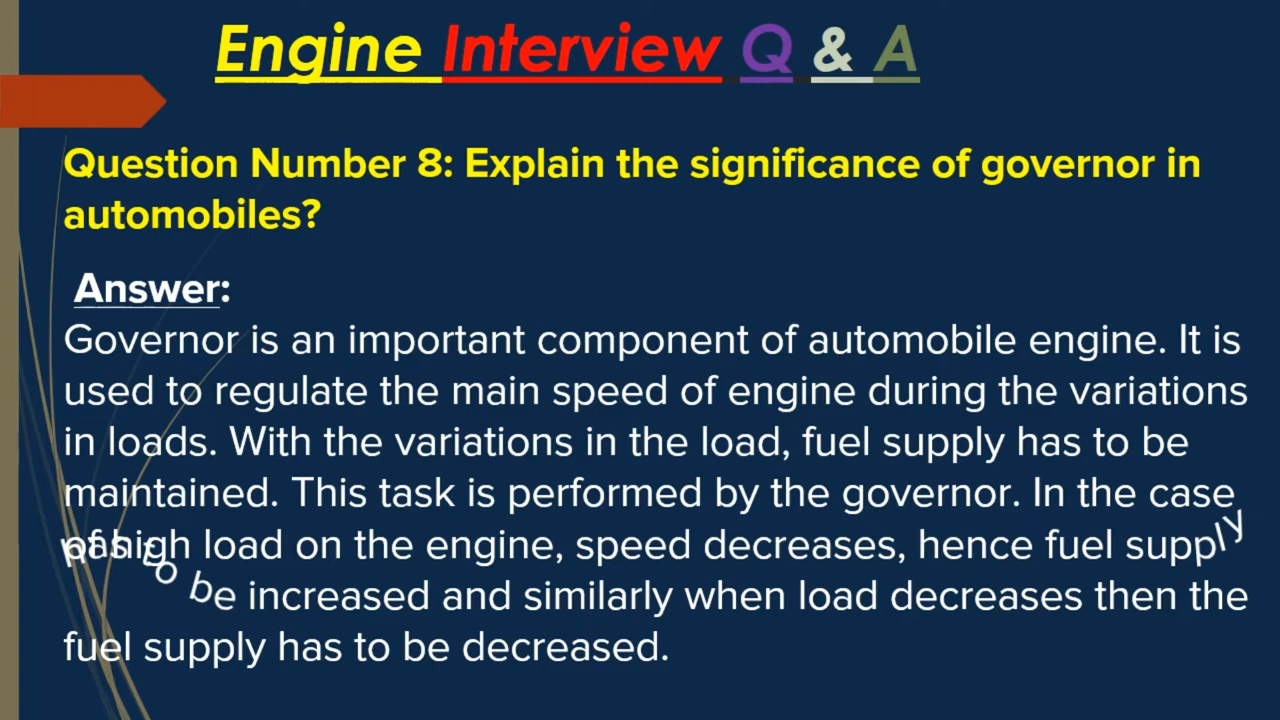 Engine Interview Q & A
Question Number 8: Explain the significance of governor in
automobiles?
Answer:
Governor is an important component of automobile engine. It is
used to regulate the main speed of engine during the variations
in loads. With the variations in the load, fuel supply has to be
maintained. This task is performed by the governor. In the case
of high load on the engine, speed decreases, hence fuel supply
has to be increased and similarly when load decreases then the
fuel supply has to be decreased.